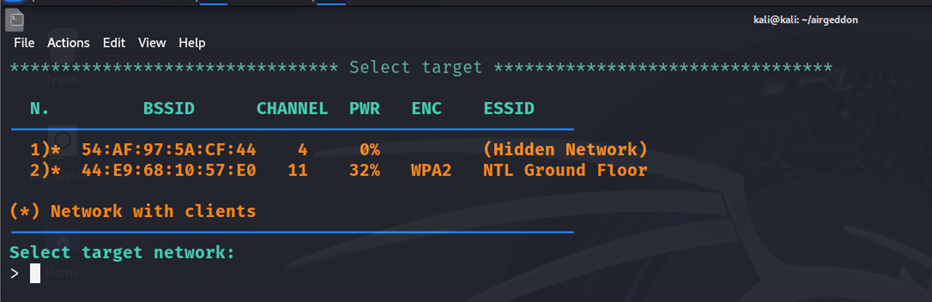 kali@kali: ~/airgeddon
File Actions Edit View Help
******************************** Select target *********************************
N. BSSID CHANNEL PWR ENC ESSID
1)* 54:AF:97:5A:CF:44 4 0% (Hidden Network)
2)* 44:E9:68:10:57:E0 11 32% WPA2 NTL Ground Floor
(*) Network with clients
Select target network:
>
Trash
Home